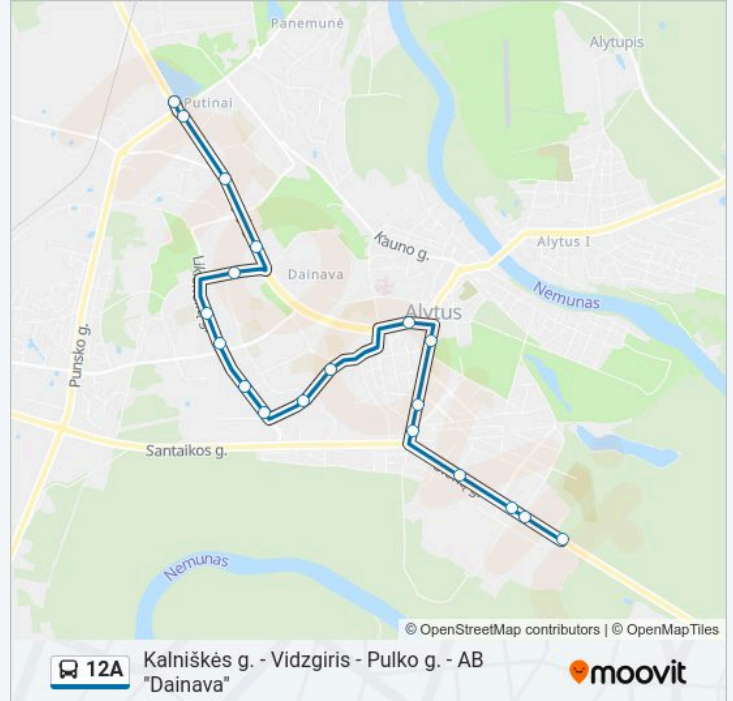 Panemunė
Alytupis
Putinai
Kauno g.
Alytus I
Dainava
Nemunas
Alytus
Punsko g.
Santaikos g.
Nemunas
© OpenStreetMap contributors | © OpenMapTiles
12A
Kalniškės g. - Vidzgiris - Pulko g. - AB
"Dainava"
moovit